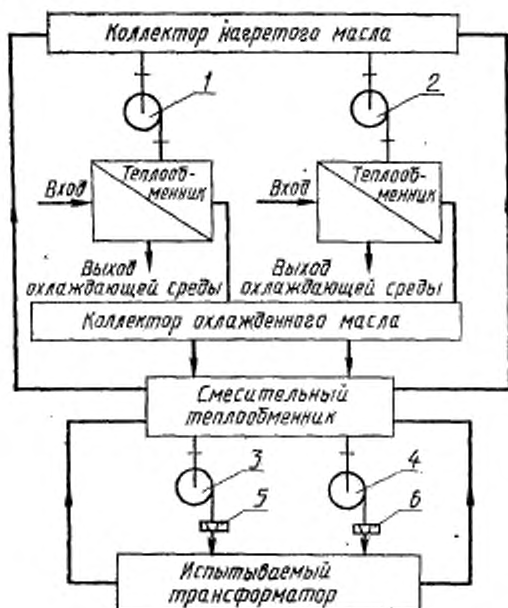 Коллектор нагретого масла
1
2
Теплооб-
менник
Теплооб-
менник
Вход
Вход
Выход
охлаждающей среды
Выход
охлаждающей среды
Коллектор охлажденного масла
Смесительный
теплообменник
3
4
5
6
Испытываемый
трансформатор